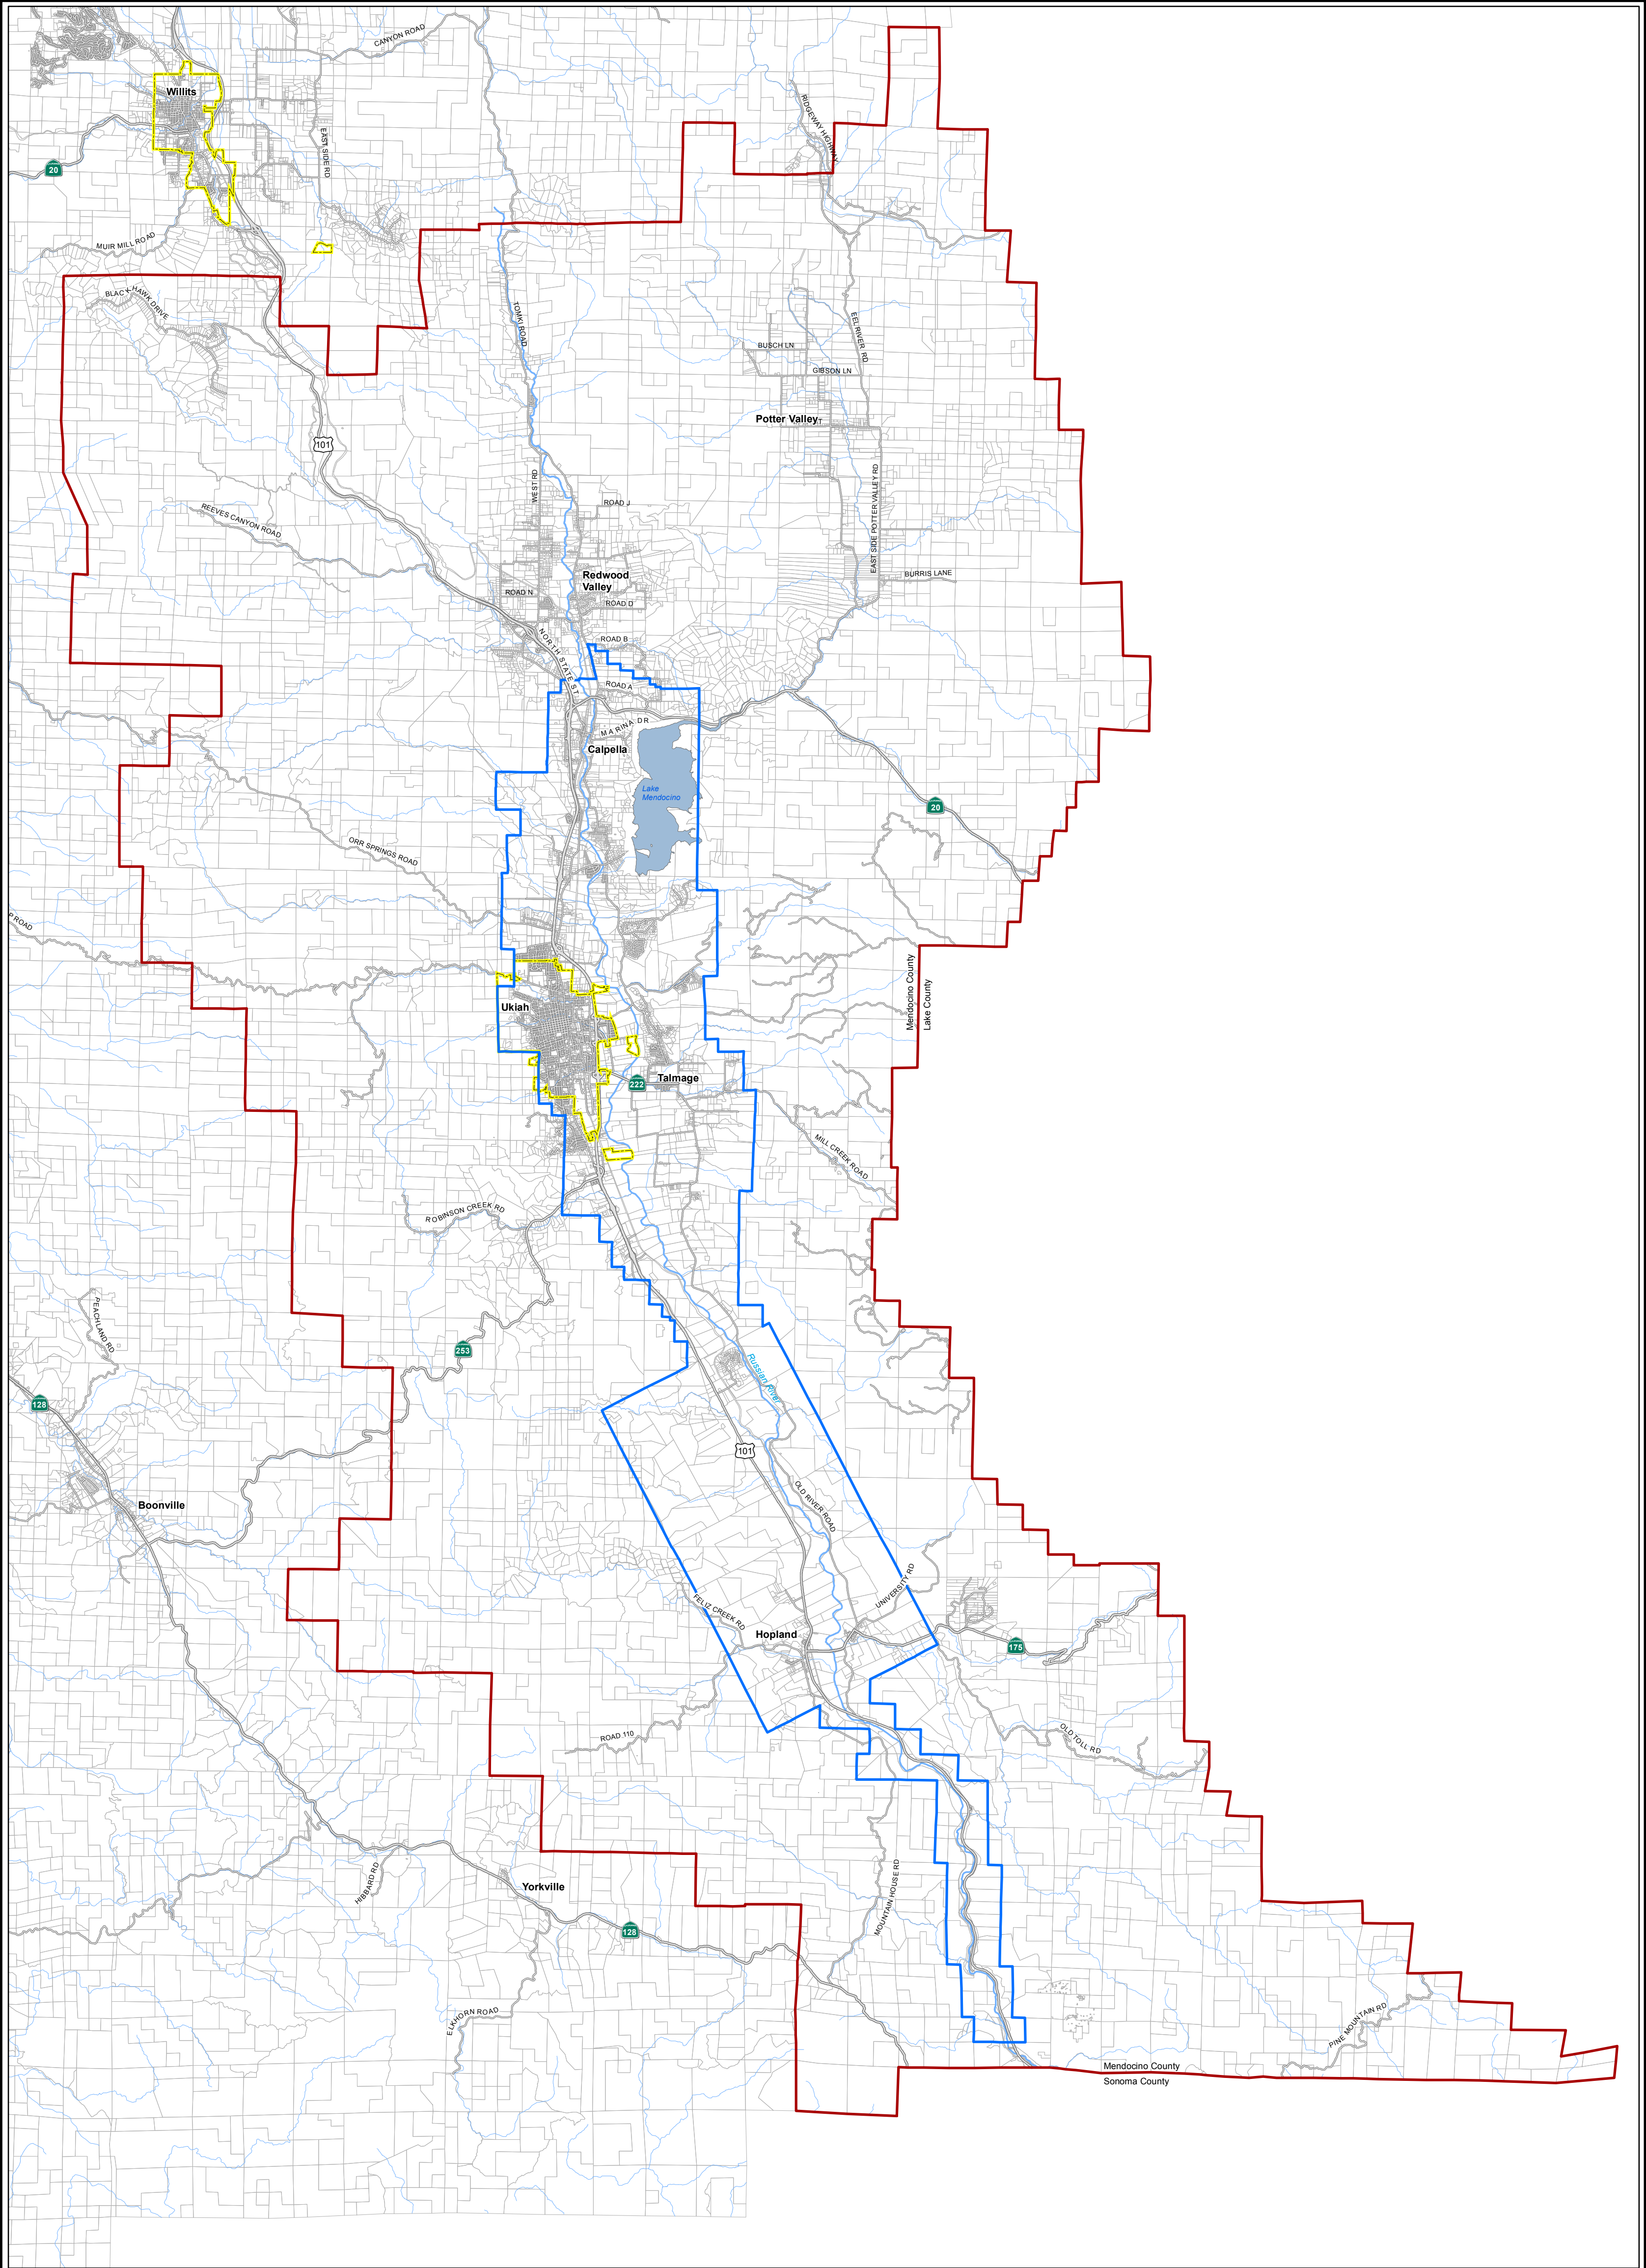 CANYON ROAD
Willits
RIDGEWAY HIGHWAY
EAST SIDE RD
20
MUIR MILL ROAD
BLACK HAWK DRIVE
TOMKI ROAD
EEL RIVER RD
BUSCH LN
GIBSON LN
Potter Valley
101
WEST RD
EAST SIDE POTTER VALLEY RD
ROAD J
REEVES CANYON ROAD
Redwood
Valley
BURRIS LANE
ROAD N
ROAD D
NORTH STATE ST
ROAD B
ROAD A
MARINA DR
Calpella
Lake
Mendocino
20
ORR SPRINGS ROAD
P ROAD
Mendocino County
Lake County
Ukiah
Talmage
222
MILL CREEK ROAD
ROBINSON CREEK RD
PEACHLAND RD
253
Russian River
128
101
OLD RIVER ROAD
Boonville
UNIVERSITY RD
FELIZ CREEK RD
Hopland
175
ROAD 110
OLD TOLL RD
HIBBARD RD
Yorkville
MOUNTAIN HOUSE RD
128
ELKHORN ROAD
PINE MOUNTAIN RD
Mendocino County
Sonoma County